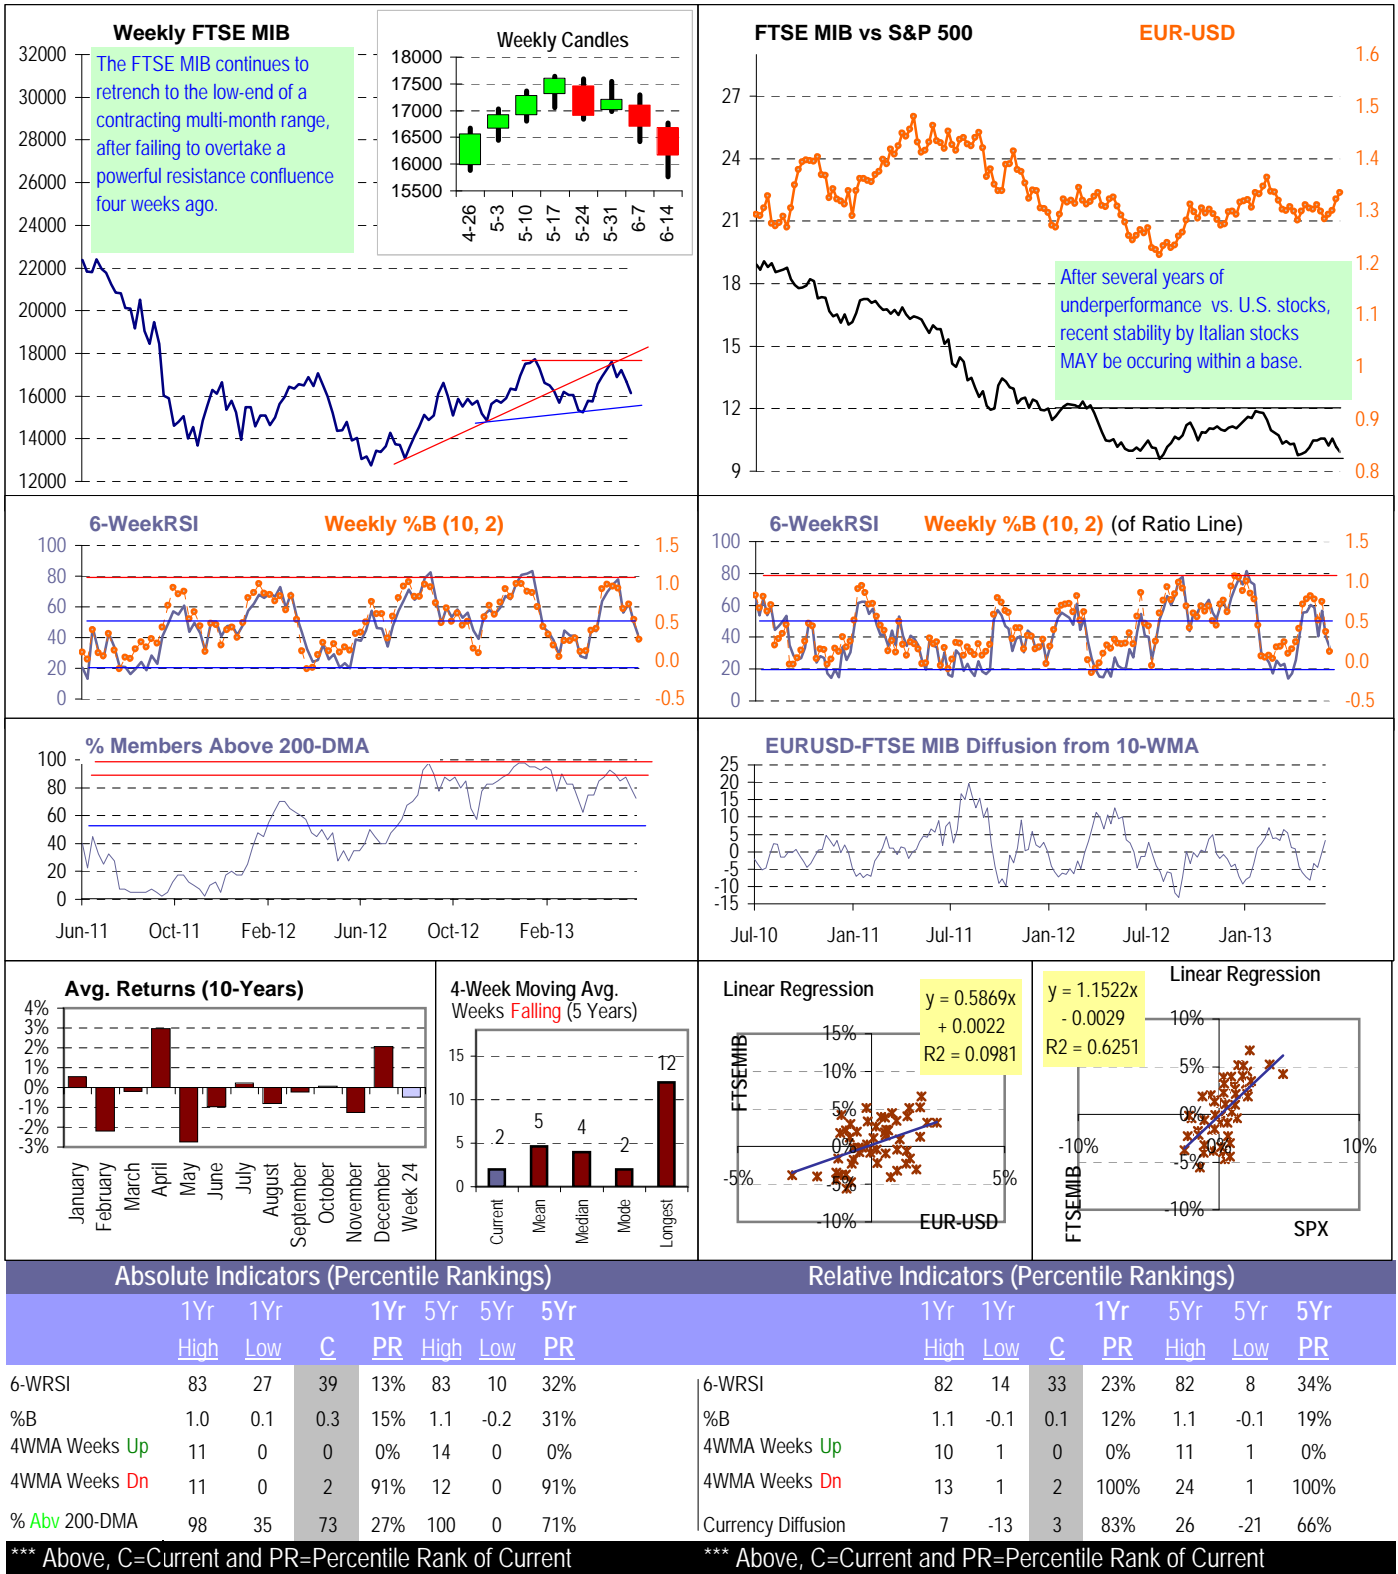 Weekly FTSE MIB
32000
30000
28000
26000
24000
22000
20000
18000
16000
14000
12000
The FTSE MIB continues to
retrench to the low-end of a
contracting multi-month range,
after failing to overtake a
powerful resistance confluence
four weeks ago.
Weekly Candles
18000
17500
17000
16500
16000
15500
4-26
5-3
5-10
5-17
5-24
5-31
6-7
6-14
FTSE MIB vs S&P 500
EUR-USD
27
24
21
18
15
12
9
1.6
1.5
1.4
1.3
1.2
1.1
1
0.9
0.8
After several years of
underperformance vs. U.S. stocks,
recent stability by Italian stocks
MAY be occuring within a base.
6-WeekRSI
Weekly %B (10, 2)
100
80
60
40
20
0
1.5
1.0
0.5
0.0
-0.5
6-WeekRSI
Weekly %B (10, 2) (of Ratio Line)
100
80
60
40
20
0
1.5
1.0
0.5
0.0
-0.5
% Members Above 200-DMA
100
80
60
40
20
0
Jun-11 Oct-11 Feb-12 Jun-12 Oct-12 Feb-13
EURUSD-FTSE MIB Diffusion from 10-WMA
25
20
15
10
5
0
-5
-10
-15
Jul-10 Jan-11 Jul-11 Jan-12 Jul-12 Jan-13
Avg. Returns (10-Years)
4%
3%
2%
1%
0%
-1%
-2%
-3%
January
February
March
April
May
June
July
August
September
October
November
December
Week 24
4-Week Moving Avg.
Weeks Falling (5 Years)
15
10
5
0
2
5
4
2
12
Current
Mean
Median
Mode
Longest
Linear Regression
y = 0.5869x
+ 0.0022
R2 = 0.0981
FTSEMIB
15%
10%
5%
0%
-5%
-10%
-5%
5%
EUR-USD
Linear Regression
y = 1.1522x
- 0.0029
R2 = 0.6251
10%
5%
0%
-5%
-10%
-10%
0%
10%
FTSEMIB
SPX
Absolute Indicators (Percentile Rankings)
1Yr 1Yr 1Yr 5Yr 5Yr 5Yr
High Low C PR High Low PR
6-WRSI 83 27 39 13% 83 10 32%
%B 1.0 0.1 0.3 15% 1.1 -0.2 31%
4WMA Weeks Up 11 0 0 0% 14 0 0%
4WMA Weeks Dn 11 0 2 91% 12 0 91%
% Abv 200-DMA 98 35 73 27% 100 0 71%
*** Above, C=Current and PR=Percentile Rank of Current
Relative Indicators (Percentile Rankings)
1Yr 1Yr 1Yr 5Yr 5Yr 5Yr
High Low C PR High Low PR
6-WRSI 82 14 33 23% 82 8 34%
%B 1.1 -0.1 0.1 12% 1.1 -0.1 19%
4WMA Weeks Up 10 1 0 0% 11 1 0%
4WMA Weeks Dn 13 1 2 100% 24 1 100%
Currency Diffusion 7 -13 3 83% 26 -21 66%
*** Above, C=Current and PR=Percentile Rank of Current